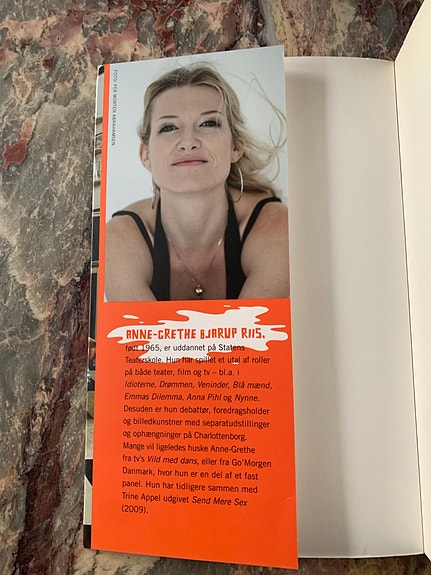 FOTO: PER MORTEN ABRAHAMSEN
ANNE-GRETHE BJARUP RIIS,
født 1965, er uddannet på Statens
Teaterskole. Hun har spillet et utal af roller
på både teater, film og tv – bl.a. i
Idioterne, Drømmen, Veninder, Blå mænd,
Emmas Dilemma, Anna Pihl og Nynne.
Desuden er hun debattør, foredragsholder
og billedkunstner med separatudstillinger
og ophængninger på Charlottenborg.
Mange vil ligeledes huske Anne-Grethe
fra tv's Vild med dans, eller fra Go'Morgen
Danmark, hvor hun er en del af et fast
panel. Hun har tidligere sammen med
Trine Appel udgivet Send Mere Sex
(2009).